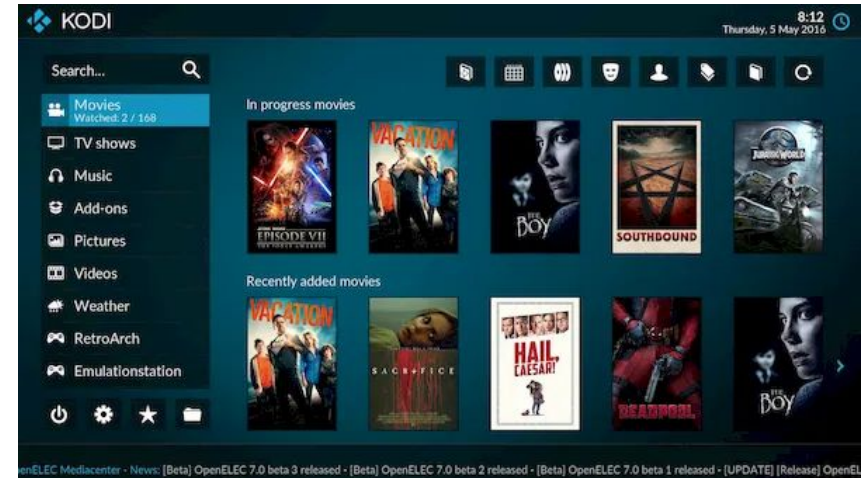 KODI
8:12
Thursday, 5 May 2016
Search...
Movies
Watched: 2 / 168
TV shows
Music
Add-ons
Pictures
Videos
Weather
RetroArch
Emulationstation
In progress movies
EPISODE VII
THE FORCE AWAKENS
VACATION
THE
BOY
SOUTHBOUND
JURASSIC WORLD
Recently added movies
VACATION
SACRIFICE
HAIL,
CAESAR!
DEADPOOL
THE
BOY
enELEC Mediacenter - News: [Beta] OpenELEC 7.0 beta 3 released - [Beta] OpenELEC 7.0 beta 2 released - [Beta] OpenELEC 7.0 beta 1 released - [UPDATE] [Release] OpenEL